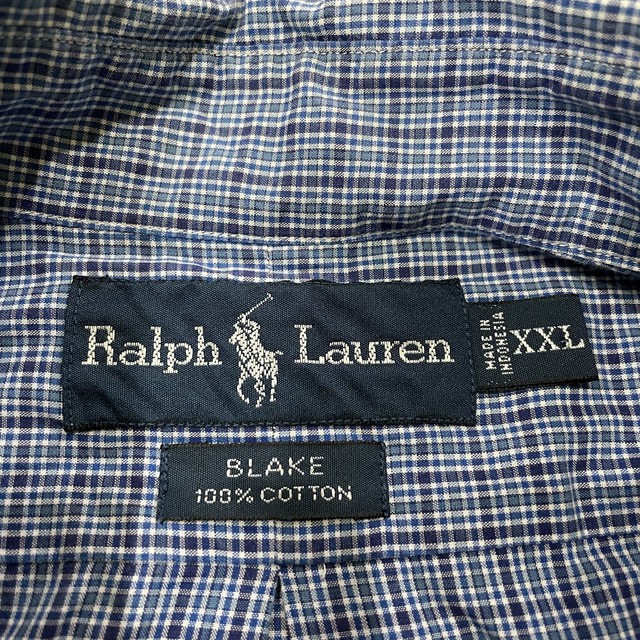 Ralph Lauren
MADE IN
INDONESIA
XXL
BLAKE
100% COTTON